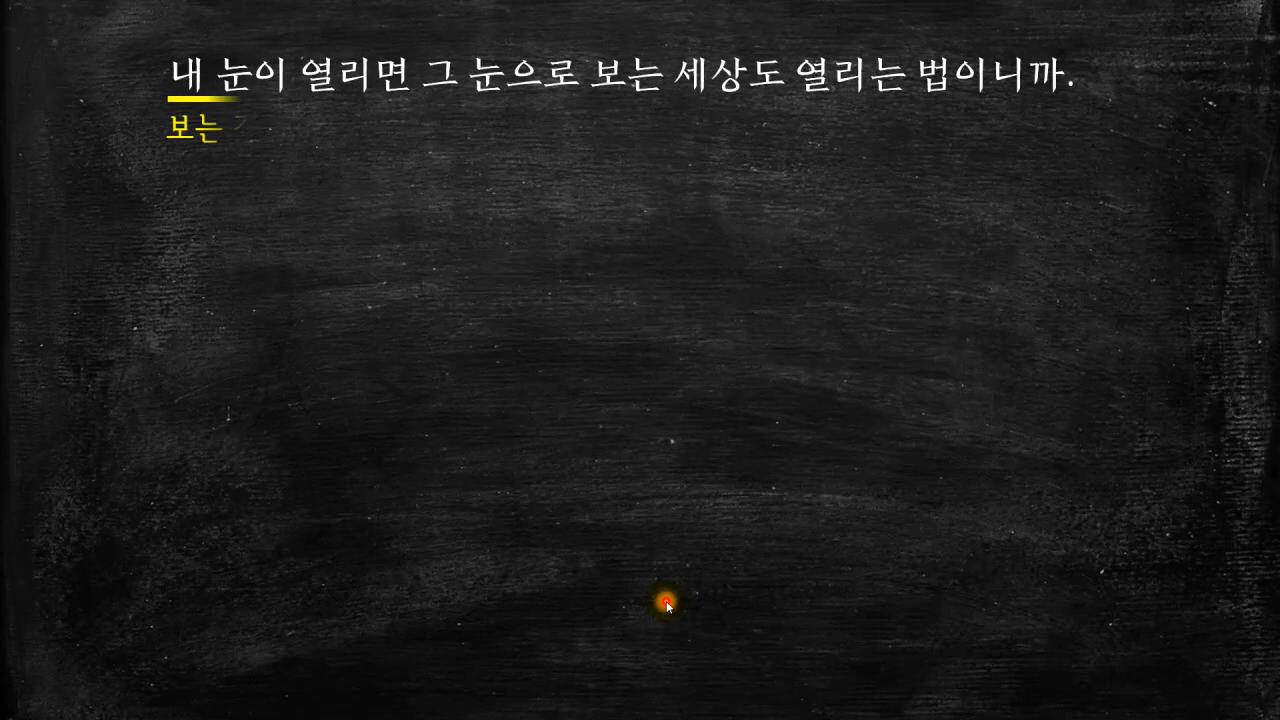 내 눈이 열리면 그 눈으로 보는 세상도 열리는 법이니까.
보는